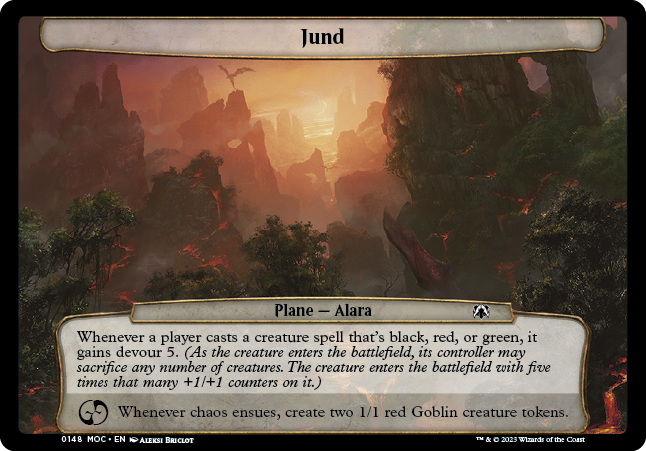 Jund
Plane — Alara
Whenever a player casts a creature spell that's black, red, or green, it
gains devour 5. (As the creature enters the battlefield, its controller may
sacrifice any number of creatures. The creature enters the battlefield with five
times that many +1/+1 counters on it.)
Whenever chaos ensues, create two 1/1 red Goblin creature tokens.
0148 MOC • EN Aleksi Briclot
™ & © 2023 Wizards of the Coast